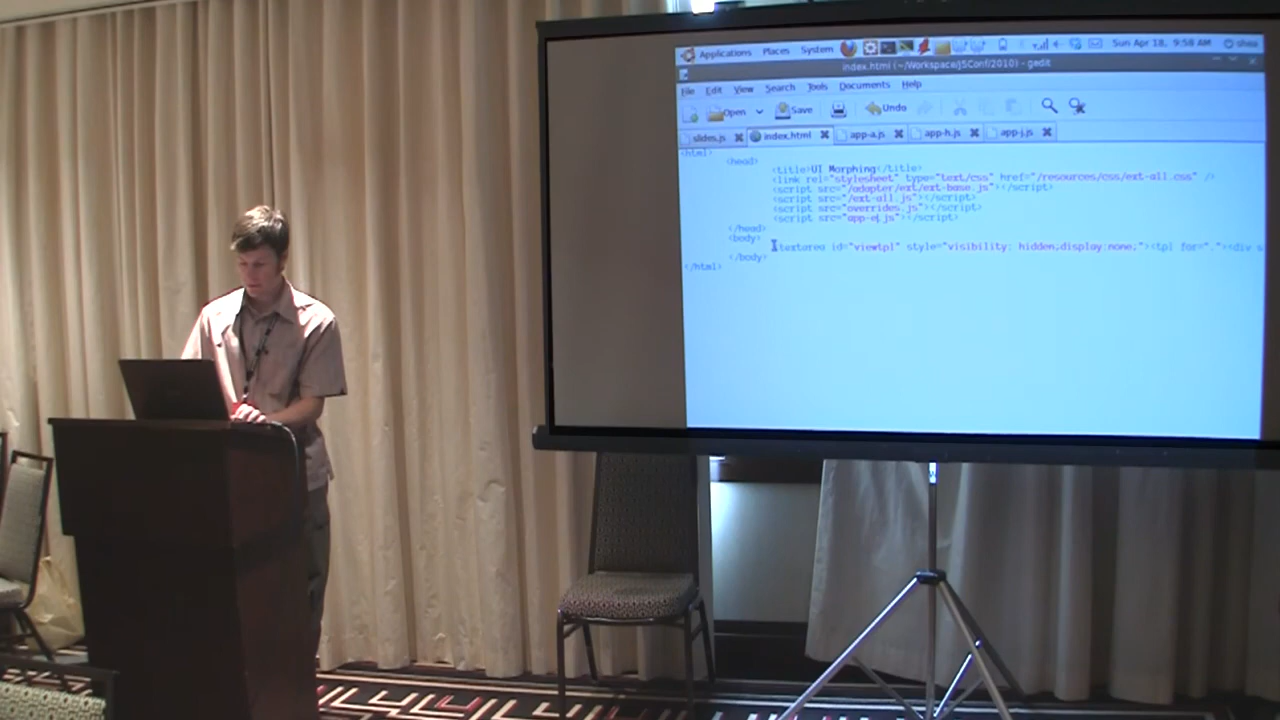 Applications Places System Sun Apr 18, 9:58 AM shea
index.html (~/Workspace/JSConf/2010) - gedit
File Edit View Search Tools Documents Help
Open Save Undo
slides.js index.html app-a.js app-h.js app-j.js
<html>
<head>
<title>UI Morphing</title>
<link rel="stylesheet" type="text/css" href="/resources/css/ext-all.css" />
<script src="/adapter/ext/ext-base.js"></script>
<script src="/ext-all.js"></script>
<script src="overrides.js"></script>
<script src="app-e.js"></script>
</head>
<body>
<textarea id="viewtpl" style="visibility: hidden;display:none;"><tpl for="."><div s
</body>
</html>